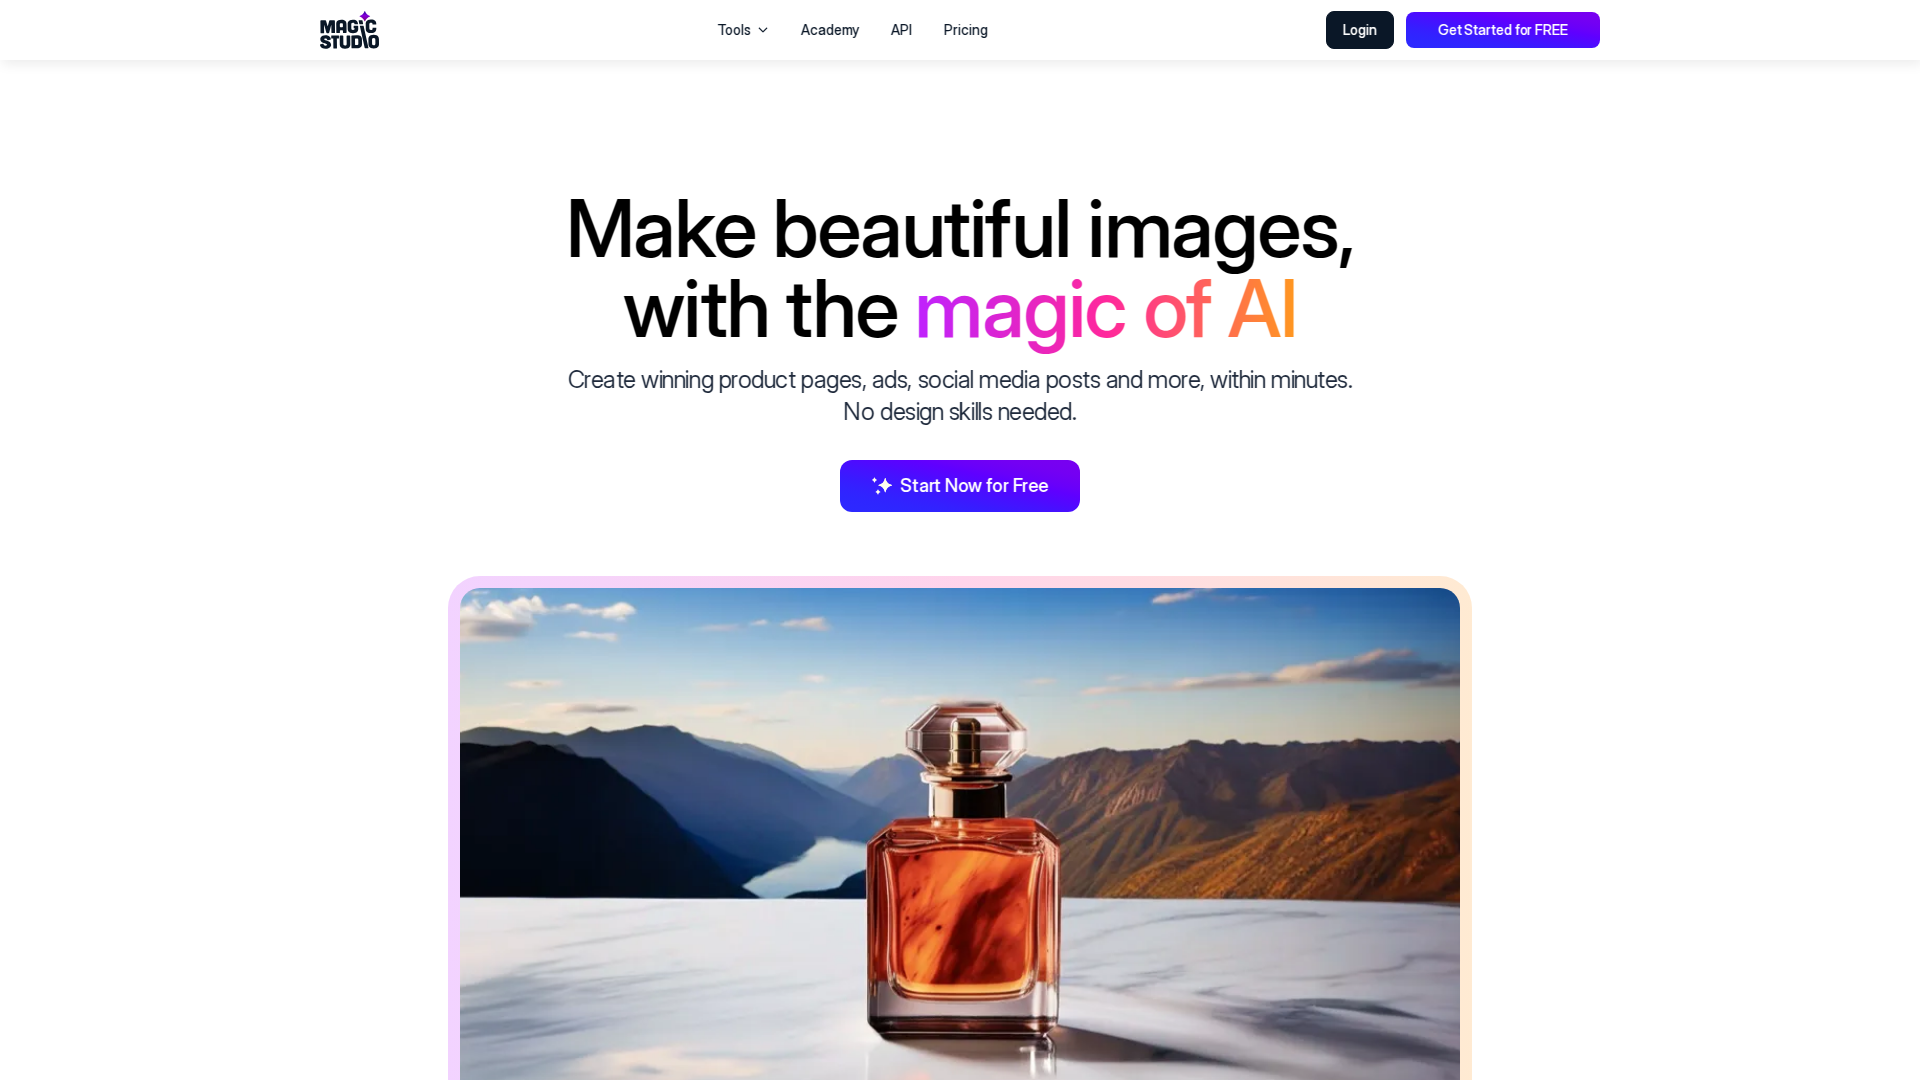 MAGIC
STUDIO
Tools
Academy
API
Pricing
Login
Get Started for FREE
Make beautiful images,
with the magic of AI
Create winning product pages, ads, social media posts and more, within minutes.
No design skills needed.
Start Now for Free